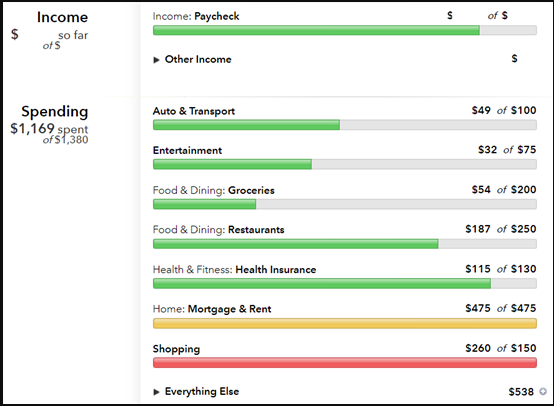 Income
$ so far
of $
Income: Paycheck $ of $
▶ Other Income $
Spending
$1,169 spent
of $1,380
Auto & Transport $49 of $100
Entertainment $32 of $75
Food & Dining: Groceries $54 of $200
Food & Dining: Restaurants $187 of $250
Health & Fitness: Health Insurance $115 of $130
Home: Mortgage & Rent $475 of $475
Shopping $260 of $150
▶ Everything Else $538